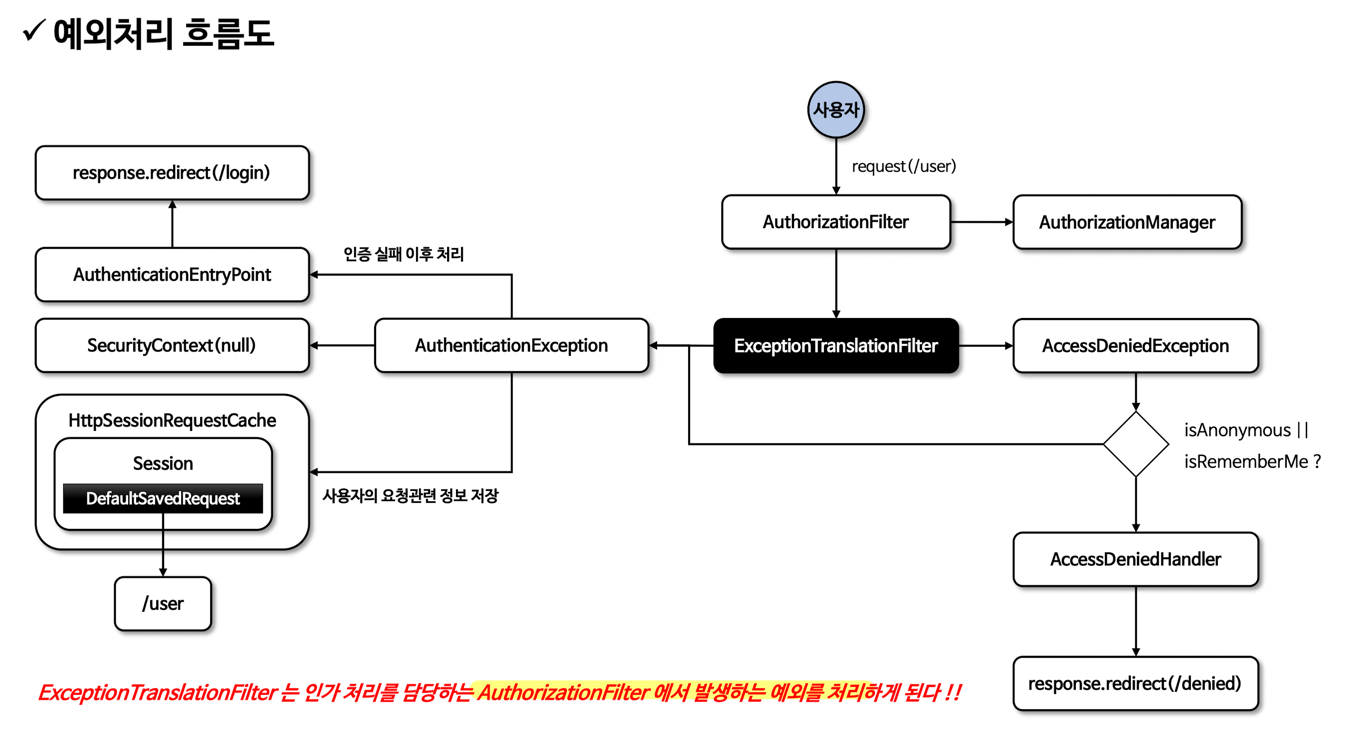 ✓ 예외처리 흐름도
사용자
request(/user)
response.redirect(/login)
AuthorizationFilter
AuthorizationManager
인증 실패 이후 처리
AuthenticationEntryPoint
SecurityContext(null)
AuthenticationException
ExceptionTranslationFilter
AccessDeniedException
HttpSessionRequestCache
Session
DefaultSavedRequest
사용자의 요청관련 정보 저장
isAnonymous ||
isRememberMe ?
/user
AccessDeniedHandler
response.redirect(/denied)
ExceptionTranslationFilter 는 인가 처리를 담당하는 AuthorizationFilter 에서 발생하는 예외를 처리하게 된다 !!